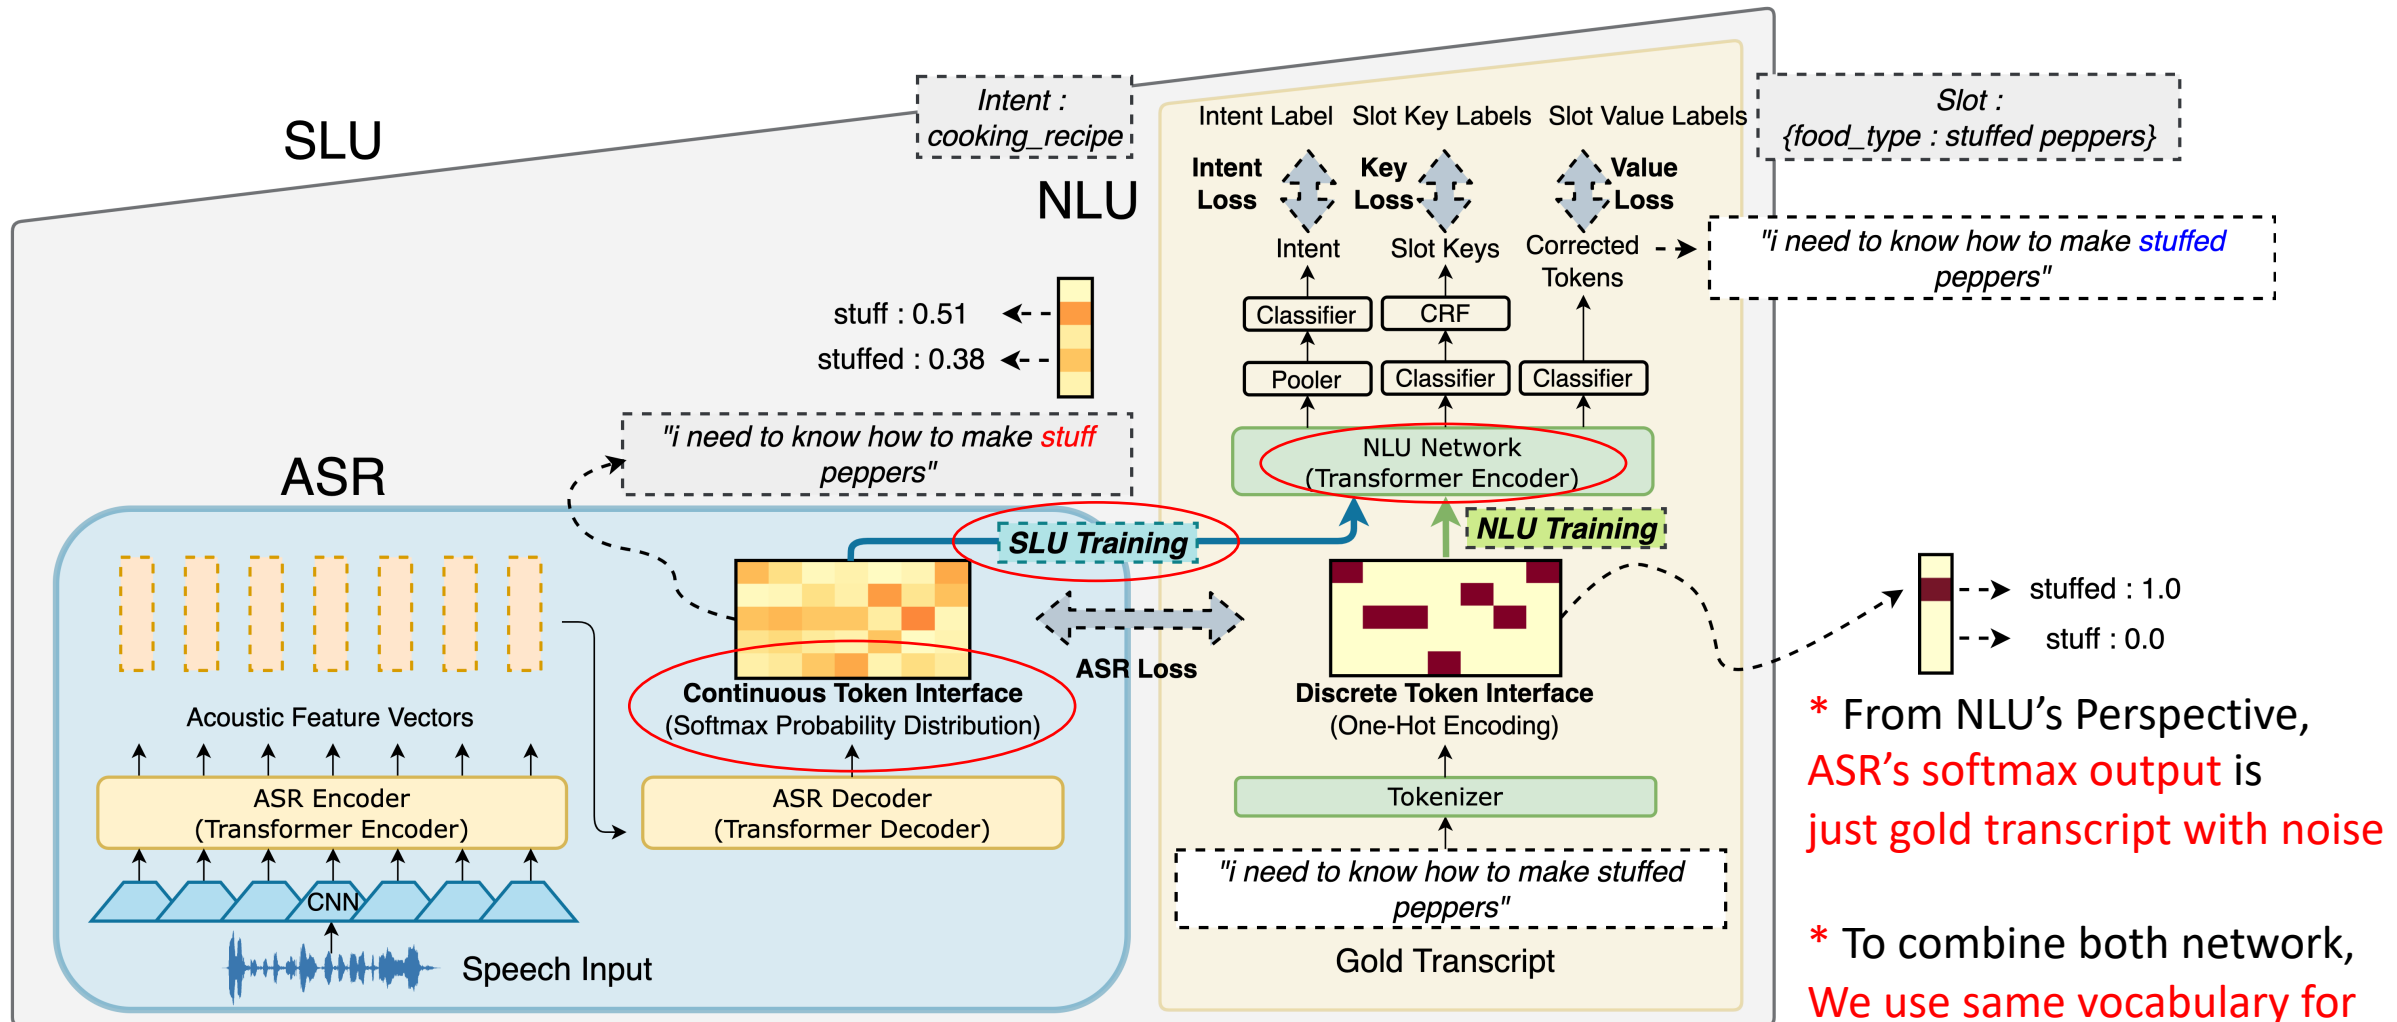 SLU
Intent :
cooking_recipe
NLU
Intent Label
Slot Key Labels
Slot Value Labels
Slot :
{food_type : stuffed peppers}
Intent
Loss
Key
Loss
Value
Loss
Intent
Slot Keys
Corrected
Tokens
"i need to know how to make stuffed
peppers"
Classifier
CRF
Pooler
Classifier
Classifier
stuff : 0.51
stuffed : 0.38
"i need to know how to make stuff
peppers"
NLU Network
(Transformer Encoder)
ASR
SLU Training
NLU Training
ASR Loss
Continuous Token Interface
(Softmax Probability Distribution)
Discrete Token Interface
(One-Hot Encoding)
stuffed : 1.0
stuff : 0.0
Acoustic Feature Vectors
ASR Encoder
(Transformer Encoder)
ASR Decoder
(Transformer Decoder)
Tokenizer
CNN
Speech Input
"i need to know how to make stuffed
peppers"
Gold Transcript
* From NLU's Perspective,
ASR's softmax output is
just gold transcript with noise
* To combine both network,
We use same vocabulary for